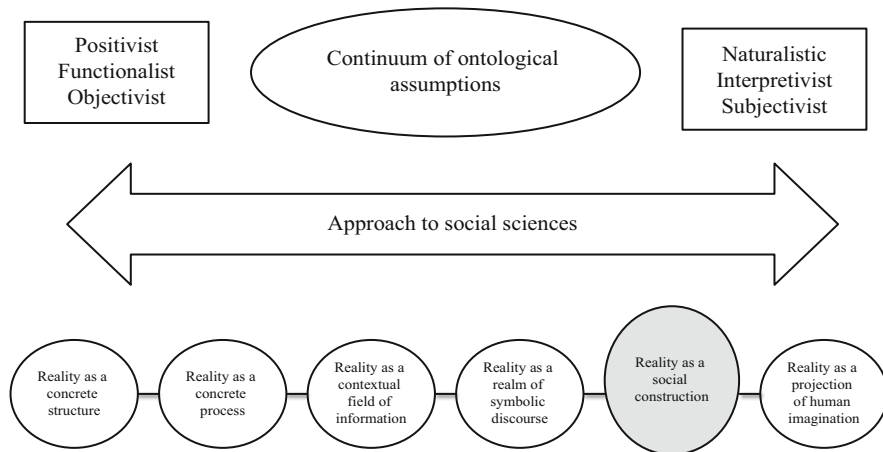 Positivist
Functionalist
Objectivist
Continuum of ontological
assumptions
Naturalistic
Interpretivist
Subjectivist
Approach to social sciences
Reality as a
concrete
structure
Reality as a
concrete
process
Reality as a
contextual
field of
information
Reality as a
realm of
symbolic
discourse
Reality as a
social
construction
Reality as a
projection
of human
imagination